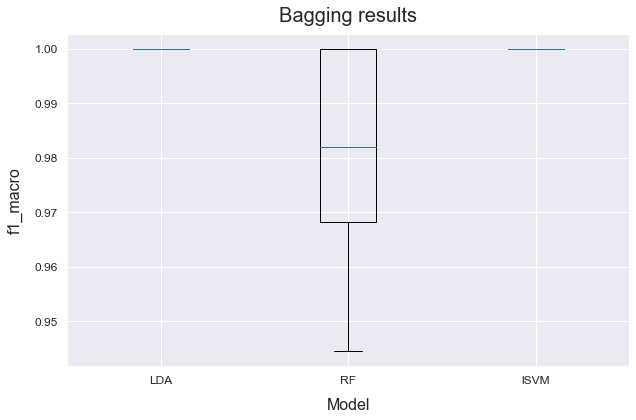 Bagging results
1.00
0.99
0.98
0.97
0.96
0.95
f1_macro
LDA
RF
lSVM
Model